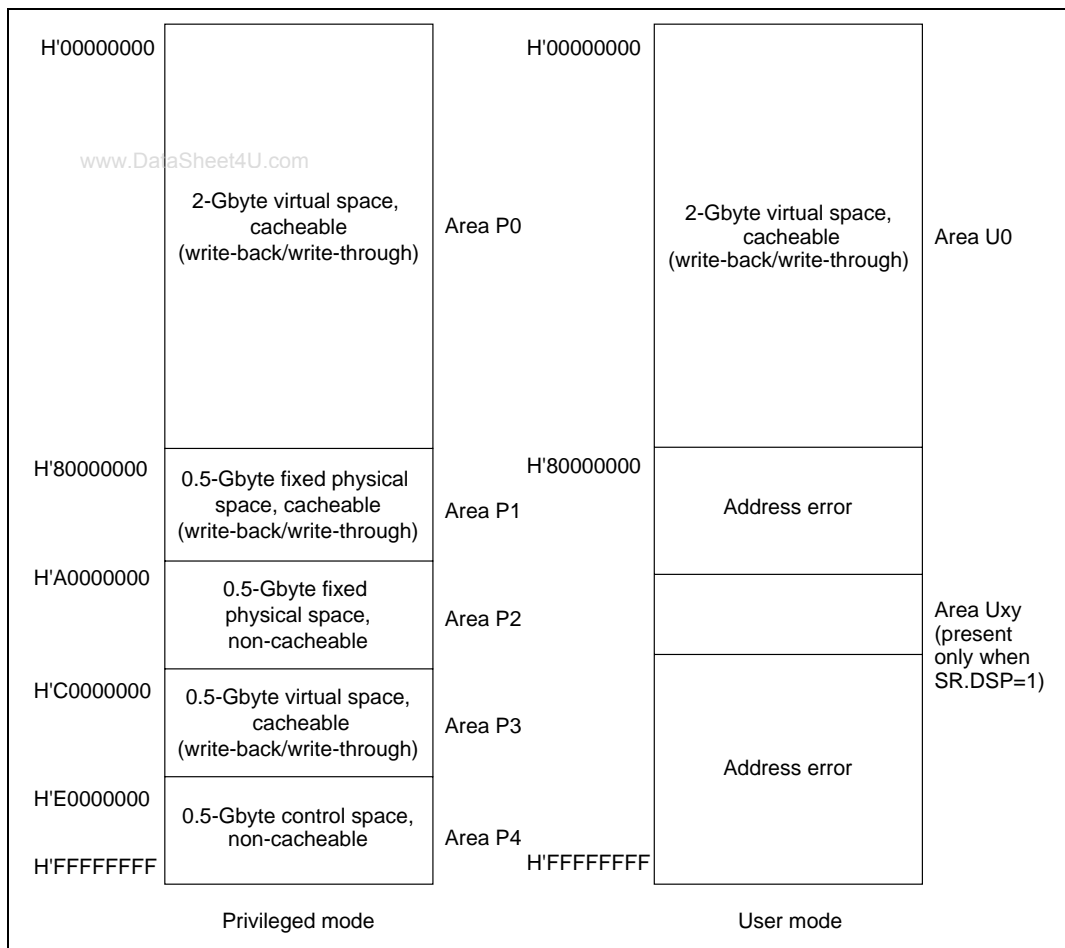 H'00000000
www.DataSheet4U.com
2-Gbyte virtual space,
cacheable
(write-back/write-through)
Area P0
H'80000000
0.5-Gbyte fixed physical
space, cacheable
(write-back/write-through)
Area P1
H'A0000000
0.5-Gbyte fixed
physical space,
non-cacheable
Area P2
H'C0000000
0.5-Gbyte virtual space,
cacheable
(write-back/write-through)
Area P3
H'E0000000
0.5-Gbyte control space,
non-cacheable
Area P4
H'FFFFFFFF
Privileged mode
H'00000000
2-Gbyte virtual space,
cacheable
(write-back/write-through)
Area U0
H'80000000
Address error
Area Uxy
(present
only when
SR.DSP=1)
Address error
H'FFFFFFFF
User mode